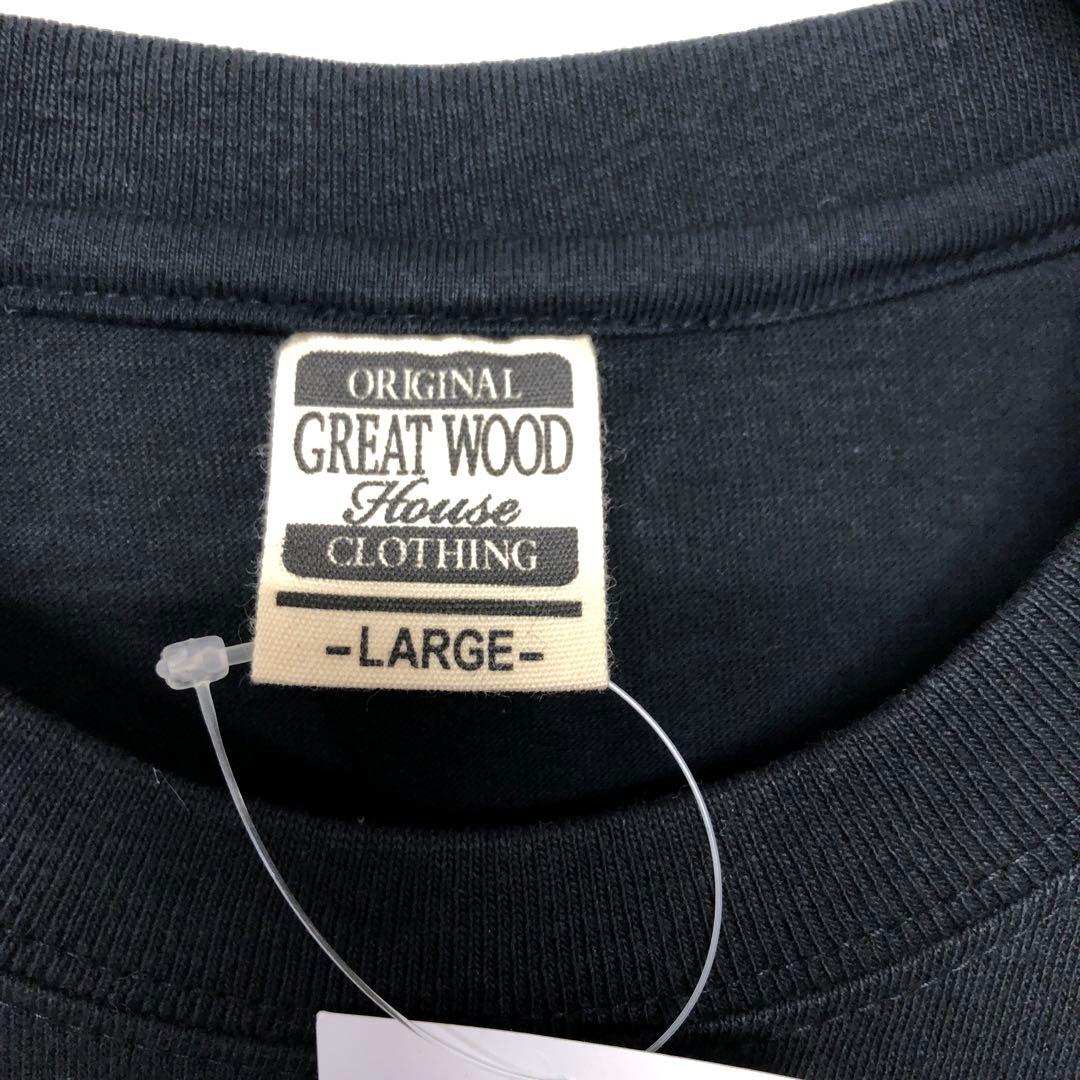 ORIGINAL
GREAT WOOD
House
CLOTHING
-LARGE-